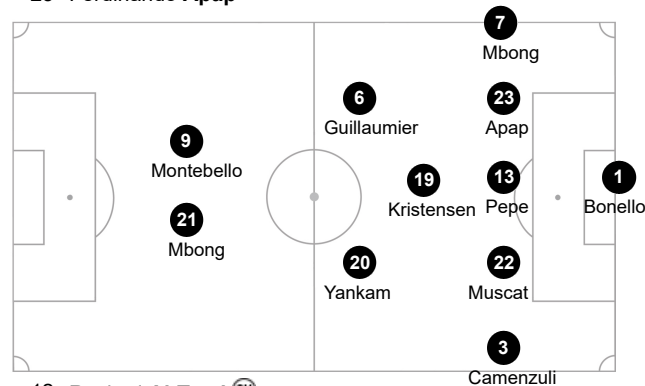 7
Mbong
6
Guillaumier
23
Apap
9
Montebello
19
Kristensen
13
Pepe
1
Bonello
21
Mbong
20
Yankam
22
Muscat
3
Camenzuli